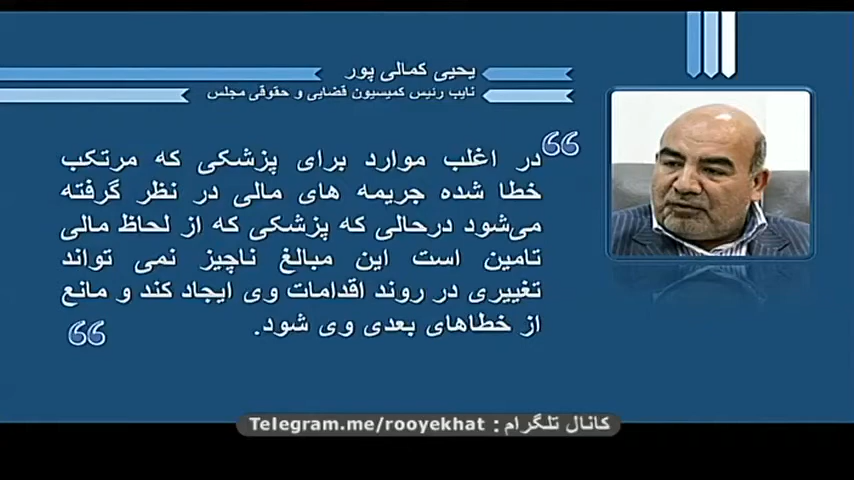 یحیی کمالی پور
نایب رئیس کمیسیون قضایی و حقوقی مجلس
در اغلب موارد برای پزشکی که مرتکب
خطا شده جریمه های مالی در نظر گرفته
می‌شود درحالی که پزشکی که از لحاظ مالی
تامین است این مبالغ ناچیز نمی تواند
تغییری در روند اقدامات وی ایجاد کند و مانع
از خطاهای بعدی وی شود.
کانال تلگرام : Telegram.me/rooyekhat